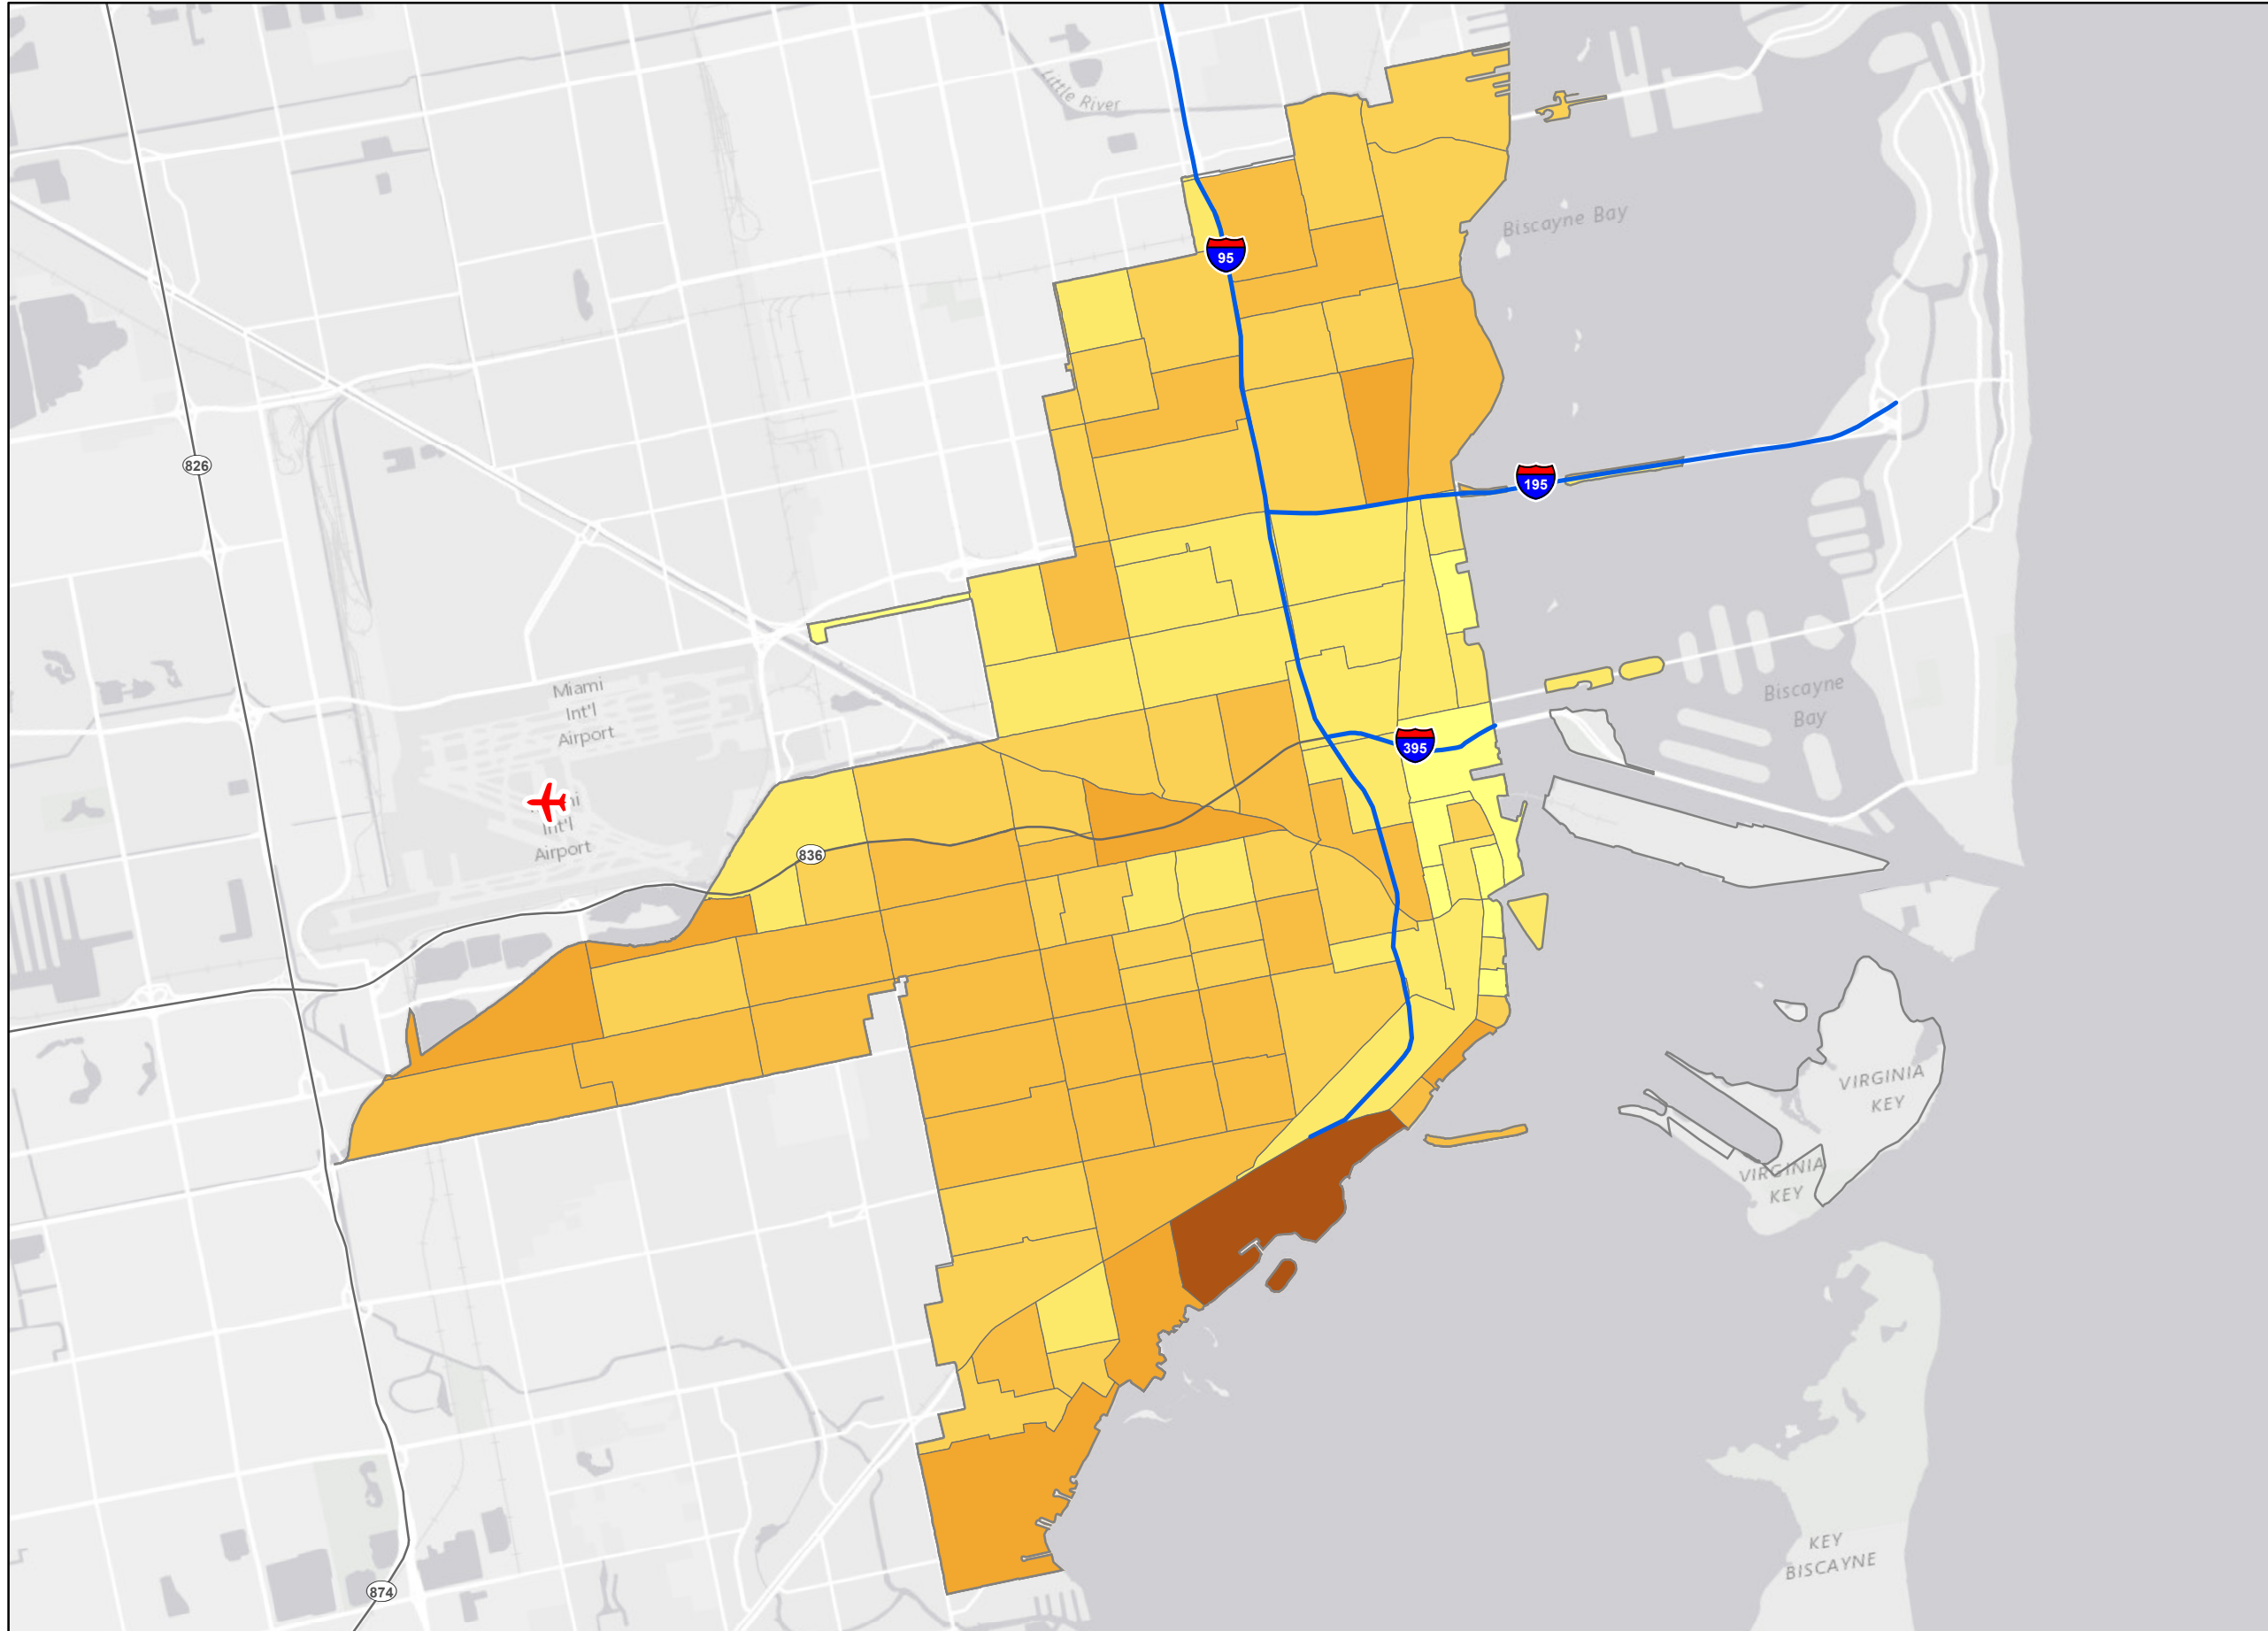 Little River
Biscayne Bay
95
826
195
Miami
Int'l
Airport
Biscayne
Bay
395
Int'l
Airport
836
VIRGINIA
KEY
VIRGINIA
KEY
KEY
BISCAYNE
874